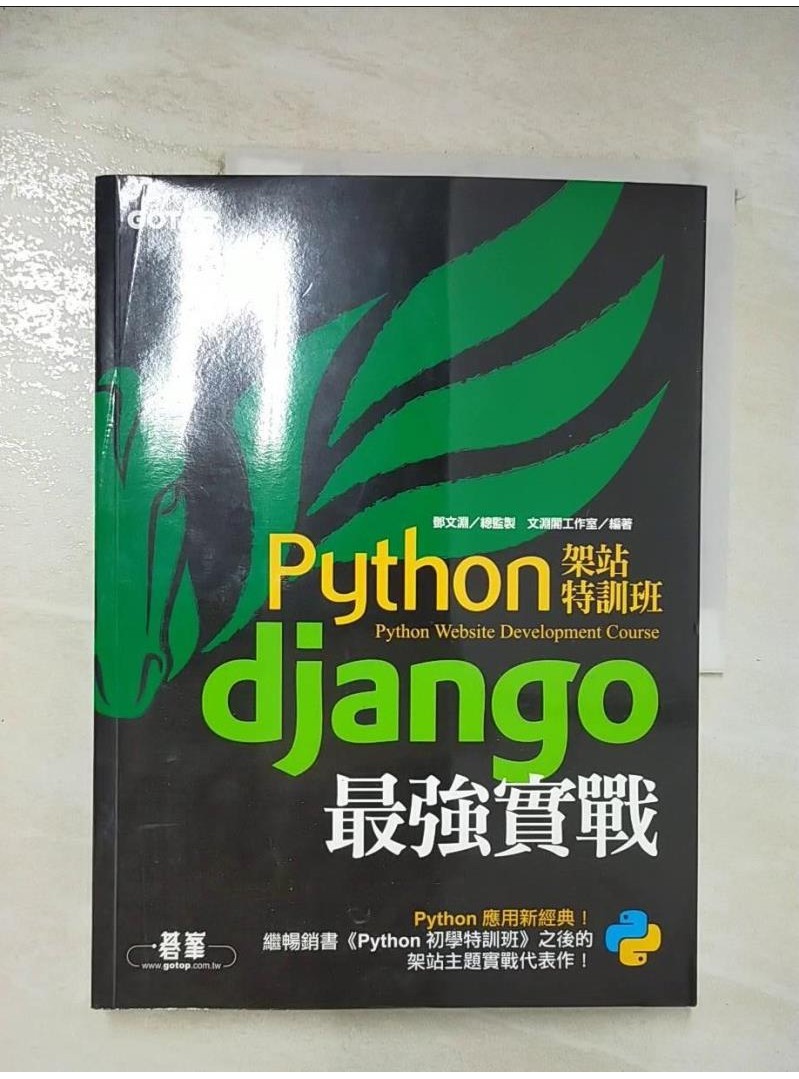 GOTOP
鄧文淵／總監製 文淵閣工作室／編著
Python 架站
特訓班
Python Website Development Course
django
最強實戰
Python 應用新經典！
繼暢銷書《Python 初學特訓班》之後的
架站主題實戰代表作！
碁峯
www.gotop.com.tw